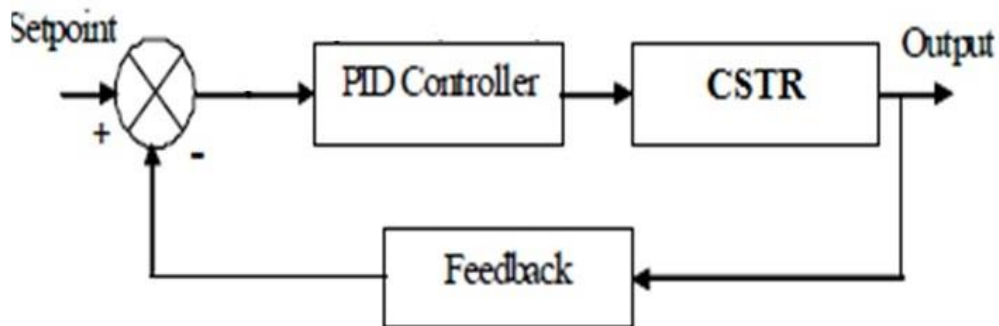 Setpoint
PID Controller
CSTR
Output
+
-
Feedback